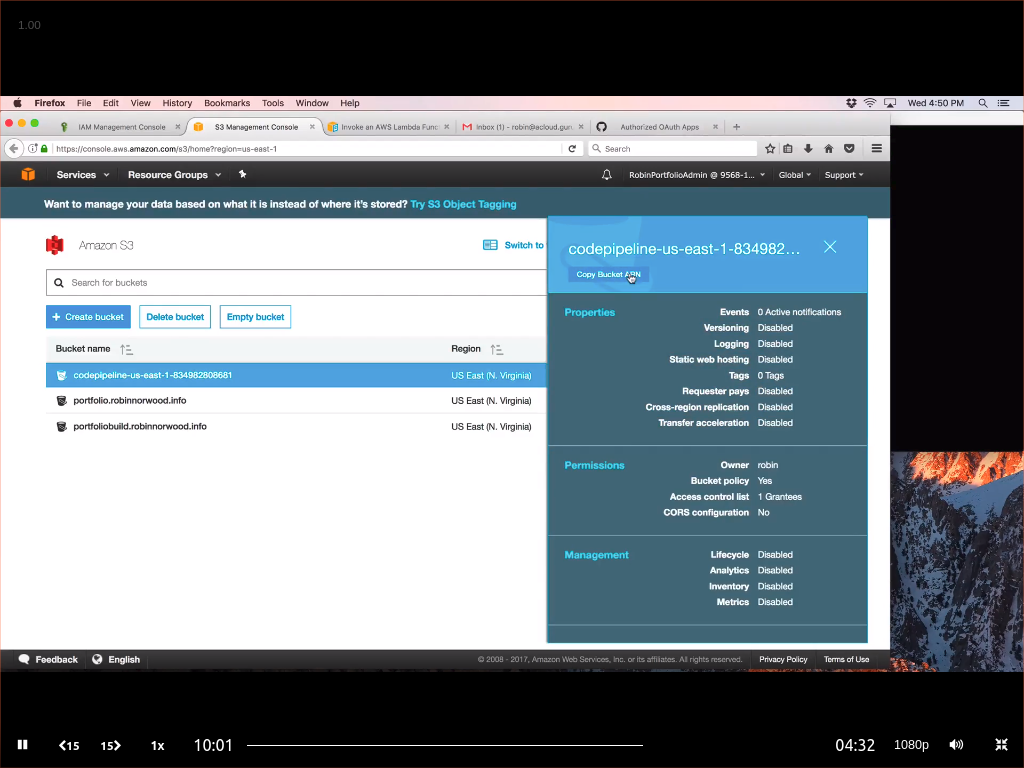 1.00
Firefox File Edit View History Bookmarks Tools Window Help Wed 4:50 PM
IAM Management Console × S3 Management Console × Invoke an AWS Lambda Func × Inbox (1) - robin@acloud.guru × Authorized OAuth Apps × +
https://console.aws.amazon.com/s3/home?region=us-east-1 Search
Services Resource Groups RobinPortfolioAdmin @ 9568-1... Global Support
Want to manage your data based on what it is instead of where it's stored? Try S3 Object Tagging
Amazon S3 Switch to
codepipeline-us-east-1-834982...
Copy Bucket ARN
Search for buckets
+ Create bucket Delete bucket Empty bucket
Bucket name Region
codepipeline-us-east-1-834982808681 US East (N. Virginia)
portfolio.robinnorwood.info US East (N. Virginia)
portfoliobuild.robinnorwood.info US East (N. Virginia)
Properties Events 0 Active notifications
Versioning Disabled
Logging Disabled
Static web hosting Disabled
Tags 0 Tags
Requester pays Disabled
Cross-region replication Disabled
Transfer acceleration Disabled
Permissions Owner robin
Bucket policy Yes
Access control list 1 Grantees
CORS configuration No
Management Lifecycle Disabled
Analytics Disabled
Inventory Disabled
Metrics Disabled
Feedback English © 2008 - 2017, Amazon Web Services, Inc. or its affiliates. All rights reserved. Privacy Policy Terms of Use
15 15 1x 10:01 04:32 1080p